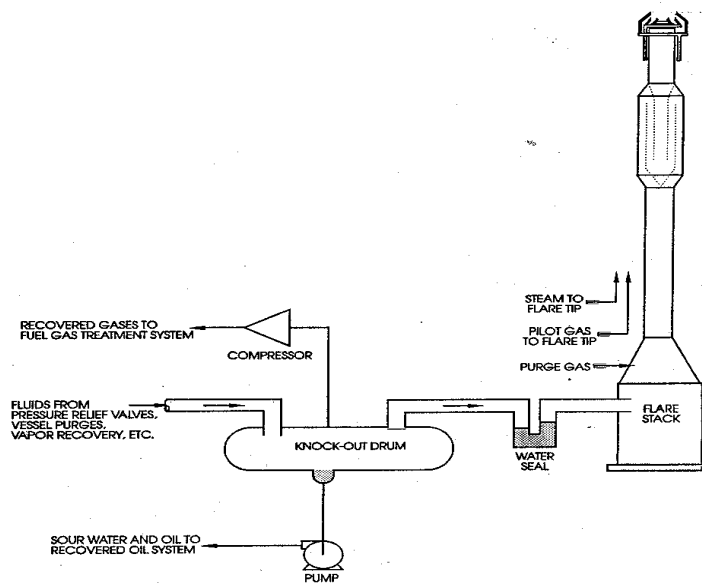 STEAM TO
FLARE TIP
PILOT GAS
TO FLARE TIP
RECOVERED GASES TO
FUEL GAS TREATMENT SYSTEM
COMPRESSOR
PURGE GAS
FLUIDS FROM
PRESSURE RELIEF VALVES,
VESSEL PURGES,
VAPOR RECOVERY, ETC.
KNOCK-OUT DRUM
FLARE
STACK
WATER
SEAL
SOUR WATER AND OIL TO
RECOVERED OIL SYSTEM
PUMP